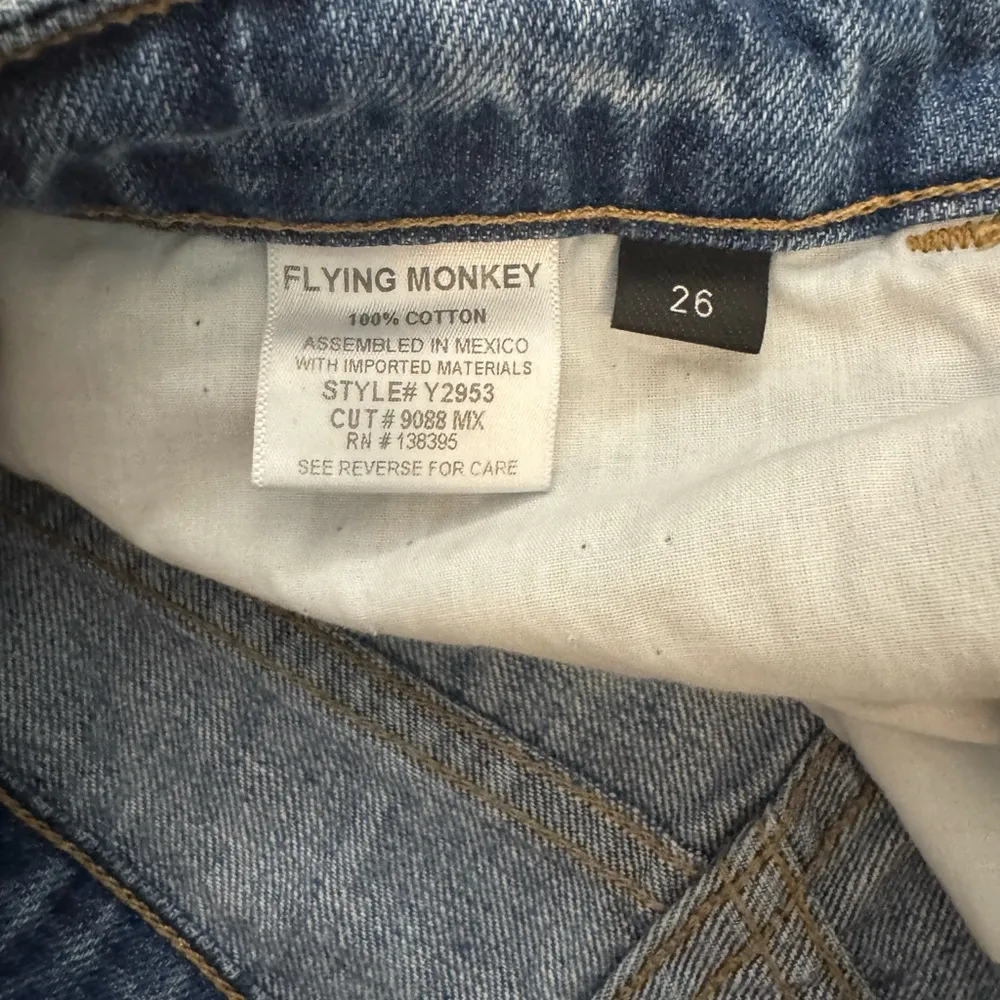 FLYING MONKEY
100% COTTON
ASSEMBLED IN MEXICO
WITH IMPORTED MATERIALS
STYLE# Y2953
CUT # 9088 MX
RN # 138395
SEE REVERSE FOR CARE
26